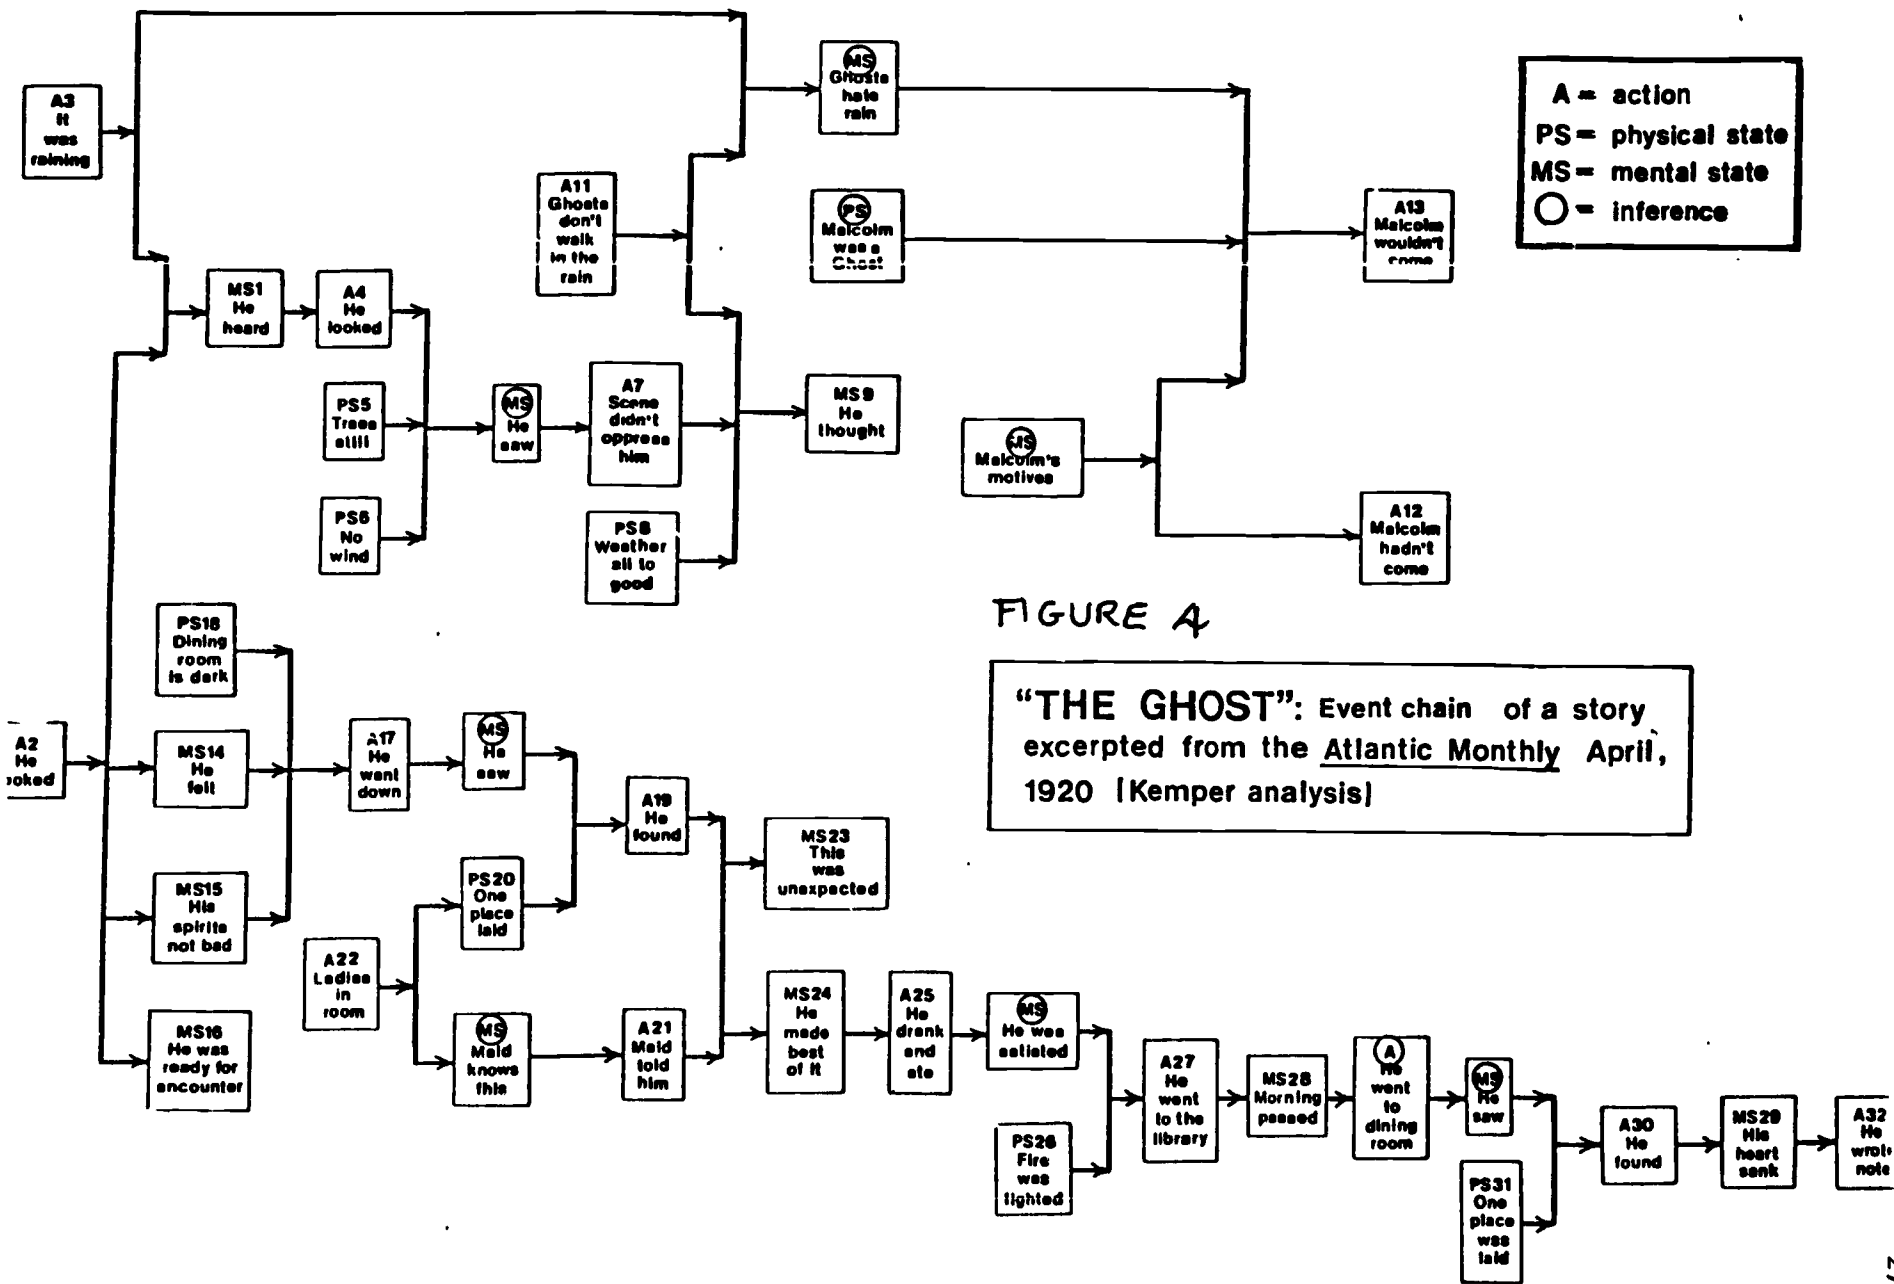 A3
It
was
raining
MS
Ghosts
hate
rain
A = action
PS = physical state
MS = mental state
= inference
A11
Ghosts
don't
walk
in the
rain
PS
Malcolm
was a
Ghost
A13
Malcolm
wouldn't
come
MS1
He
heard
A4
He
looked
PS5
Trees
still
PS6
No
wind
MS
He
saw
A7
Scene
didn't
oppress
him
PS8
Weather
all to
good
MS9
He
thought
MS
Malcolm's
motives
A12
Malcolm
hadn't
come
FIGURE A
"THE GHOST": Event chain of a story
excerpted from the Atlantic Monthly April,
1920 [Kemper analysis]
PS18
Dining
room
is dark
A2
He
ooked
MS14
He
felt
A17
He
went
down
MS
He
saw
MS15
His
spirits
not bad
MS16
He was
ready for
encounter
A22
Ladies
in
room
PS20
One
place
laid
MS
Maid
knows
this
A19
He
found
A21
Maid
told
him
MS23
This
was
unexpected
MS24
He
made
best
of it
A25
He
drank
and
ate
MS
He was
satisfied
PS26
Fire
was
lighted
A27
He
went
to the
library
MS28
Morning
passed
A
He
went
to
dining
room
MS
He
saw
PS31
One
place
was
laid
A30
He
found
MS29
His
heart
sank
A32
He
wrote
note